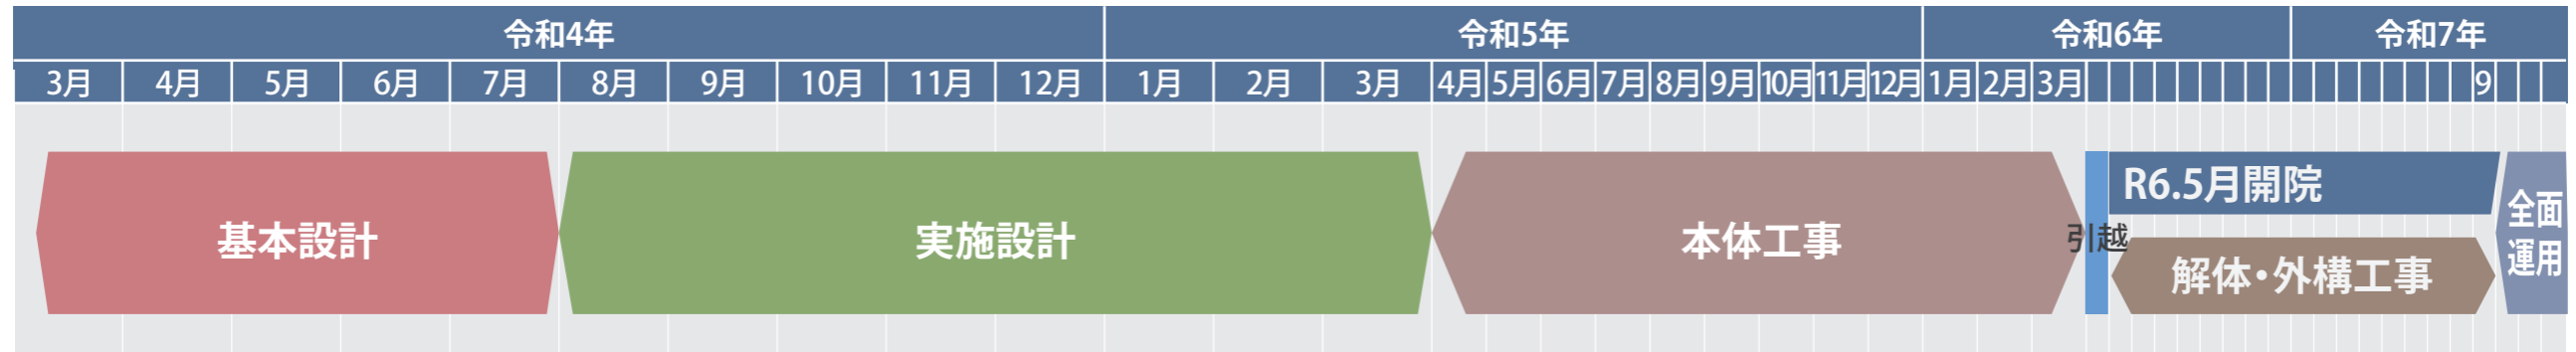 令和4年 令和5年 令和6年 令和7年
3月 4月 5月 6月 7月 8月 9月 10月 11月 12月 1月 2月 3月 4月 5月 6月 7月 8月 9月 10月 11月 12月 1月 2月 3月 9
基本設計 実施設計 本体工事 引越
R6.5月開院
解体・外構工事
全面
運用